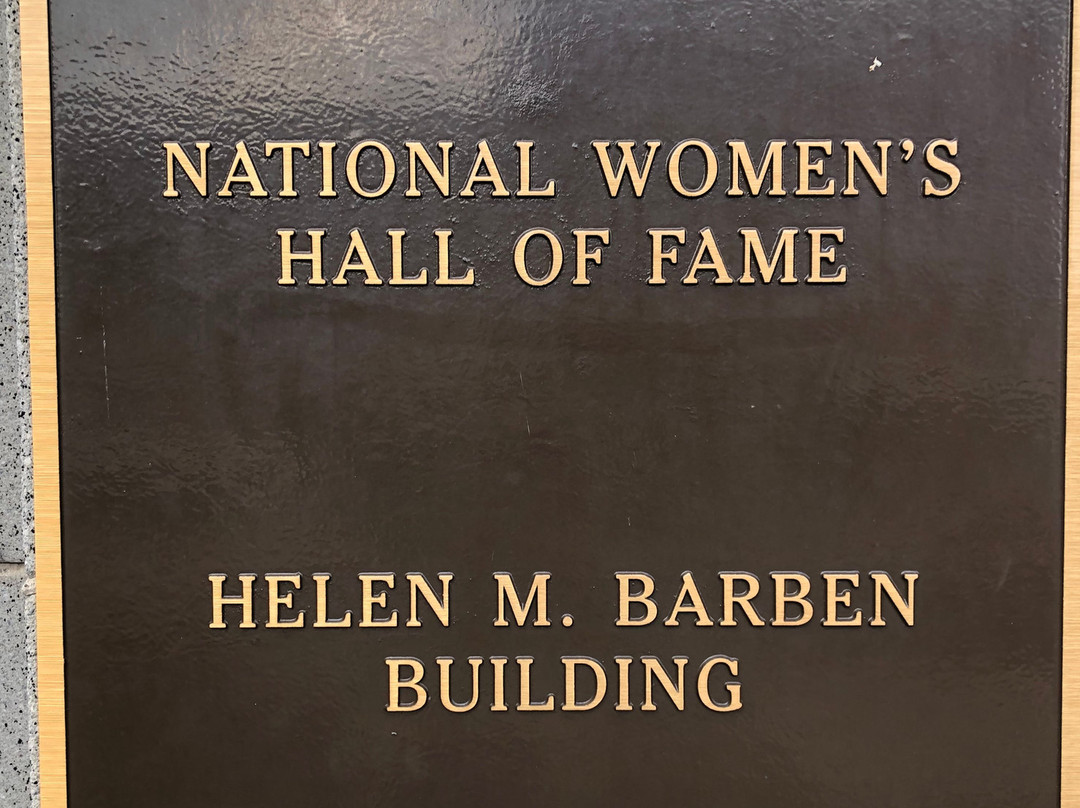 NATIONAL WOMEN’S
HALL OF FAME
HELEN M. BARBEN
BUILDING